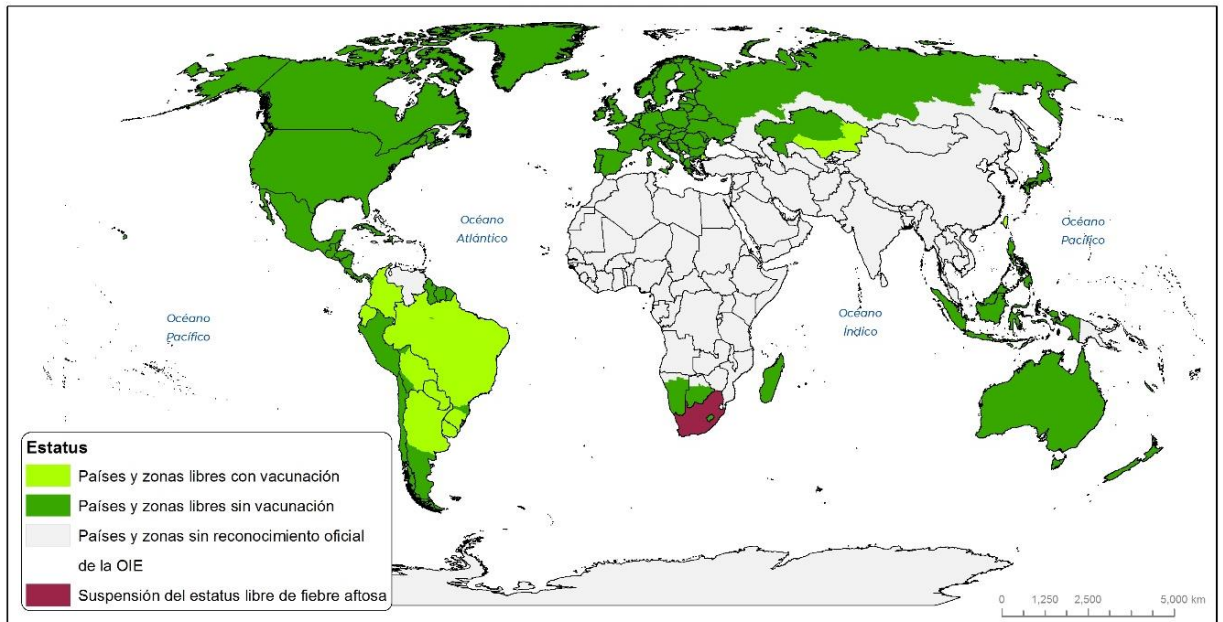 Océano
Atlántico
Océano
Pacífico
Océano
Pacífico
Océano
Índico
Estatus
Países y zonas libres con vacunación
Países y zonas libres sin vacunación
Países y zonas sin reconocimiento oficial
de la OIE
Suspensión del estatus libre de fiebre aftosa
0 1,250 2,500 5,000 km